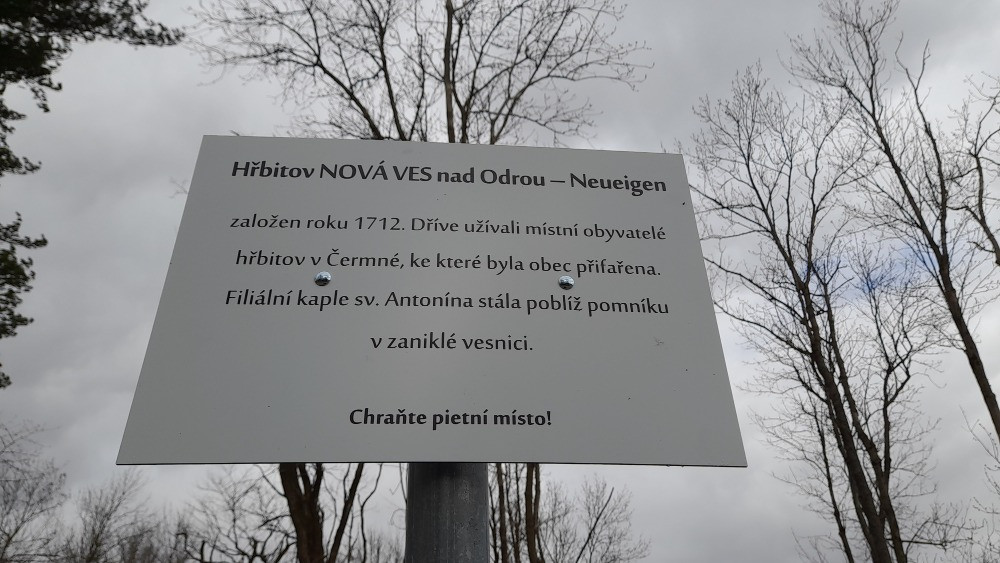 Hřbitov NOVÁ VES nad Odrou – Neueigen
založen roku 1712. Dříve užívali místní obyvatelé
hřbitov v Čermné, ke které byla obec přifařena.
Filiální kaple sv. Antonína stála poblíž pomníku
v zaniklé vesnici.
Chraňte pietní místo!